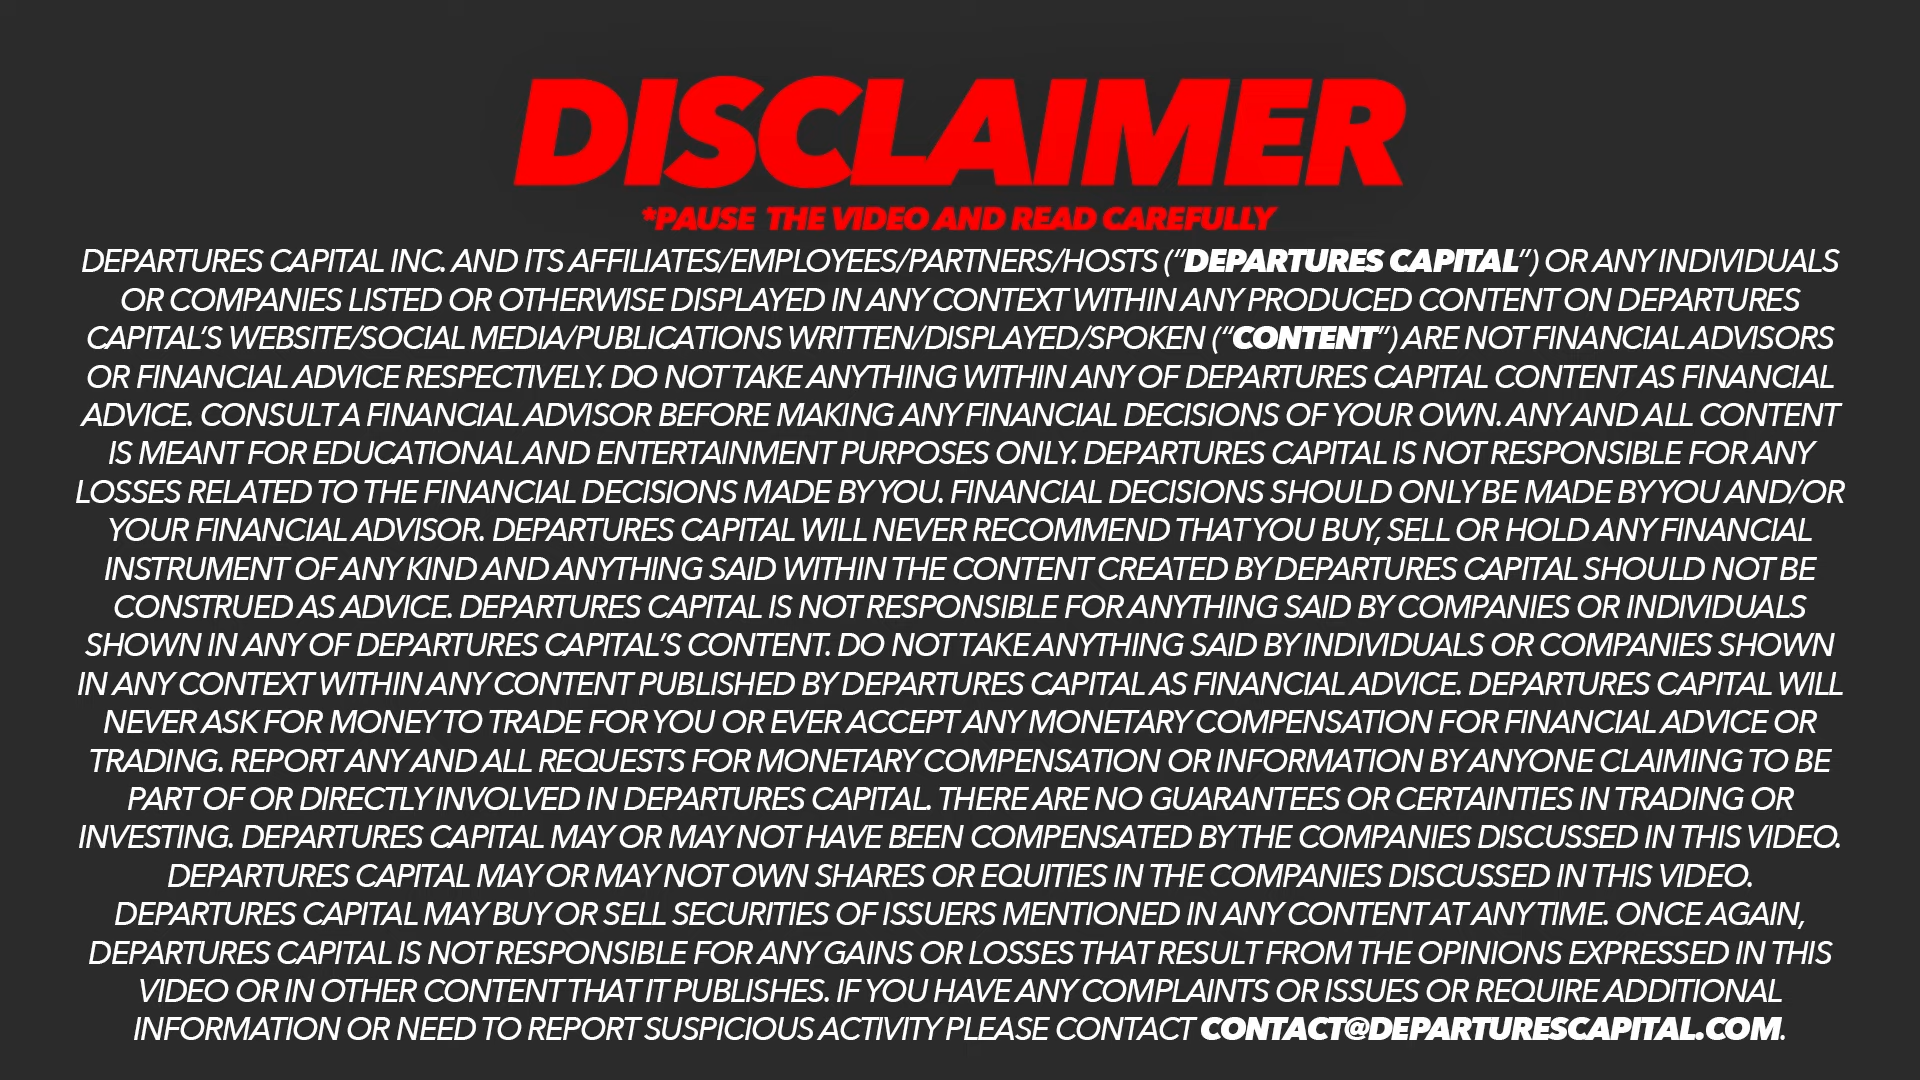 DISCLAIMER
*PAUSE THE VIDEO AND READ CAREFULLY
DEPARTURES CAPITAL INC. AND ITS AFFILIATES/EMPLOYEES/PARTNERS/HOSTS (“DEPARTURES CAPITAL”) OR ANY INDIVIDUALS
OR COMPANIES LISTED OR OTHERWISE DISPLAYED IN ANY CONTEXT WITHIN ANY PRODUCED CONTENT ON DEPARTURES
CAPITAL‘S WEBSITE/SOCIAL MEDIA/PUBLICATIONS WRITTEN/DISPLAYED/SPOKEN (“CONTENT”) ARE NOT FINANCIAL ADVISORS
OR FINANCIAL ADVICE RESPECTIVELY. DO NOT TAKE ANYTHING WITHIN ANY OF DEPARTURES CAPITAL CONTENT AS FINANCIAL
ADVICE. CONSULT A FINANCIAL ADVISOR BEFORE MAKING ANY FINANCIAL DECISIONS OF YOUR OWN. ANY AND ALL CONTENT
IS MEANT FOR EDUCATIONAL AND ENTERTAINMENT PURPOSES ONLY. DEPARTURES CAPITAL IS NOT RESPONSIBLE FOR ANY
LOSSES RELATED TO THE FINANCIAL DECISIONS MADE BY YOU. FINANCIAL DECISIONS SHOULD ONLY BE MADE BY YOU AND/OR
YOUR FINANCIAL ADVISOR. DEPARTURES CAPITAL WILL NEVER RECOMMEND THAT YOU BUY, SELL OR HOLD ANY FINANCIAL
INSTRUMENT OF ANY KIND AND ANYTHING SAID WITHIN THE CONTENT CREATED BY DEPARTURES CAPITAL SHOULD NOT BE
CONSTRUED AS ADVICE. DEPARTURES CAPITAL IS NOT RESPONSIBLE FOR ANYTHING SAID BY COMPANIES OR INDIVIDUALS
SHOWN IN ANY OF DEPARTURES CAPITAL‘S CONTENT. DO NOT TAKE ANYTHING SAID BY INDIVIDUALS OR COMPANIES SHOWN
IN ANY CONTEXT WITHIN ANY CONTENT PUBLISHED BY DEPARTURES CAPITAL AS FINANCIAL ADVICE. DEPARTURES CAPITAL WILL
NEVER ASK FOR MONEY TO TRADE FOR YOU OR EVER ACCEPT ANY MONETARY COMPENSATION FOR FINANCIAL ADVICE OR
TRADING. REPORT ANY AND ALL REQUESTS FOR MONETARY COMPENSATION OR INFORMATION BY ANYONE CLAIMING TO BE
PART OF OR DIRECTLY INVOLVED IN DEPARTURES CAPITAL. THERE ARE NO GUARANTEES OR CERTAINTIES IN TRADING OR
INVESTING. DEPARTURES CAPITAL MAY OR MAY NOT HAVE BEEN COMPENSATED BY THE COMPANIES DISCUSSED IN THIS VIDEO.
DEPARTURES CAPITAL MAY OR MAY NOT OWN SHARES OR EQUITIES IN THE COMPANIES DISCUSSED IN THIS VIDEO.
DEPARTURES CAPITAL MAY BUY OR SELL SECURITIES OF ISSUERS MENTIONED IN ANY CONTENT AT ANY TIME. ONCE AGAIN,
DEPARTURES CAPITAL IS NOT RESPONSIBLE FOR ANY GAINS OR LOSSES THAT RESULT FROM THE OPINIONS EXPRESSED IN THIS
VIDEO OR IN OTHER CONTENT THAT IT PUBLISHES. IF YOU HAVE ANY COMPLAINTS OR ISSUES OR REQUIRE ADDITIONAL
INFORMATION OR NEED TO REPORT SUSPICIOUS ACTIVITY PLEASE CONTACT CONTACT@DEPARTURESCAPITAL.COM.